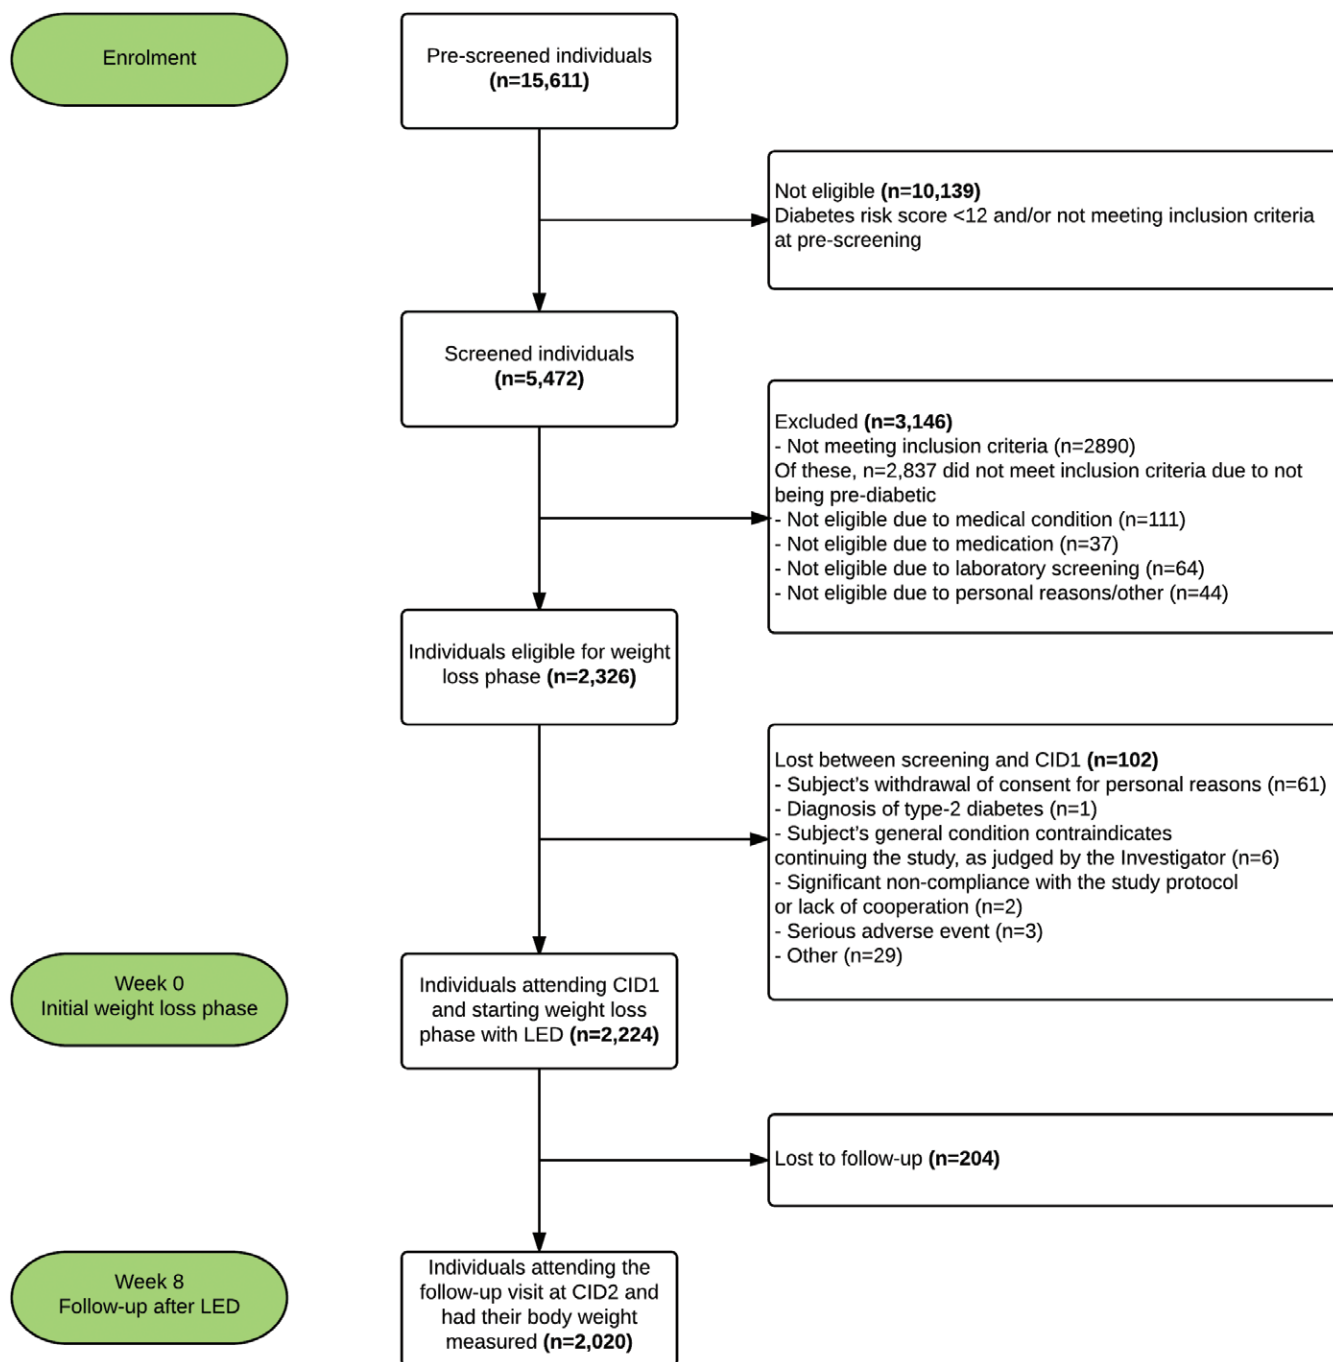 Enrolment
Pre-screened individuals
(n=15,611)
Not eligible (n=10,139)
Diabetes risk score <12 and/or not meeting inclusion criteria
at pre-screening
Screened individuals
(n=5,472)
Excluded (n=3,146)
- Not meeting inclusion criteria (n=2890)
Of these, n=2,837 did not meet inclusion criteria due to not
being pre-diabetic
- Not eligible due to medical condition (n=111)
- Not eligible due to medication (n=37)
- Not eligible due to laboratory screening (n=64)
- Not eligible due to personal reasons/other (n=44)
Individuals eligible for weight
loss phase (n=2,326)
Lost between screening and CID1 (n=102)
- Subject's withdrawal of consent for personal reasons (n=61)
- Diagnosis of type-2 diabetes (n=1)
- Subject's general condition contraindicates
continuing the study, as judged by the Investigator (n=6)
- Significant non-compliance with the study protocol
or lack of cooperation (n=2)
- Serious adverse event (n=3)
- Other (n=29)
Week 0
Initial weight loss phase
Individuals attending CID1
and starting weight loss
phase with LED (n=2,224)
Lost to follow-up (n=204)
Week 8
Follow-up after LED
Individuals attending the
follow-up visit at CID2 and
had their body weight
measured (n=2,020)